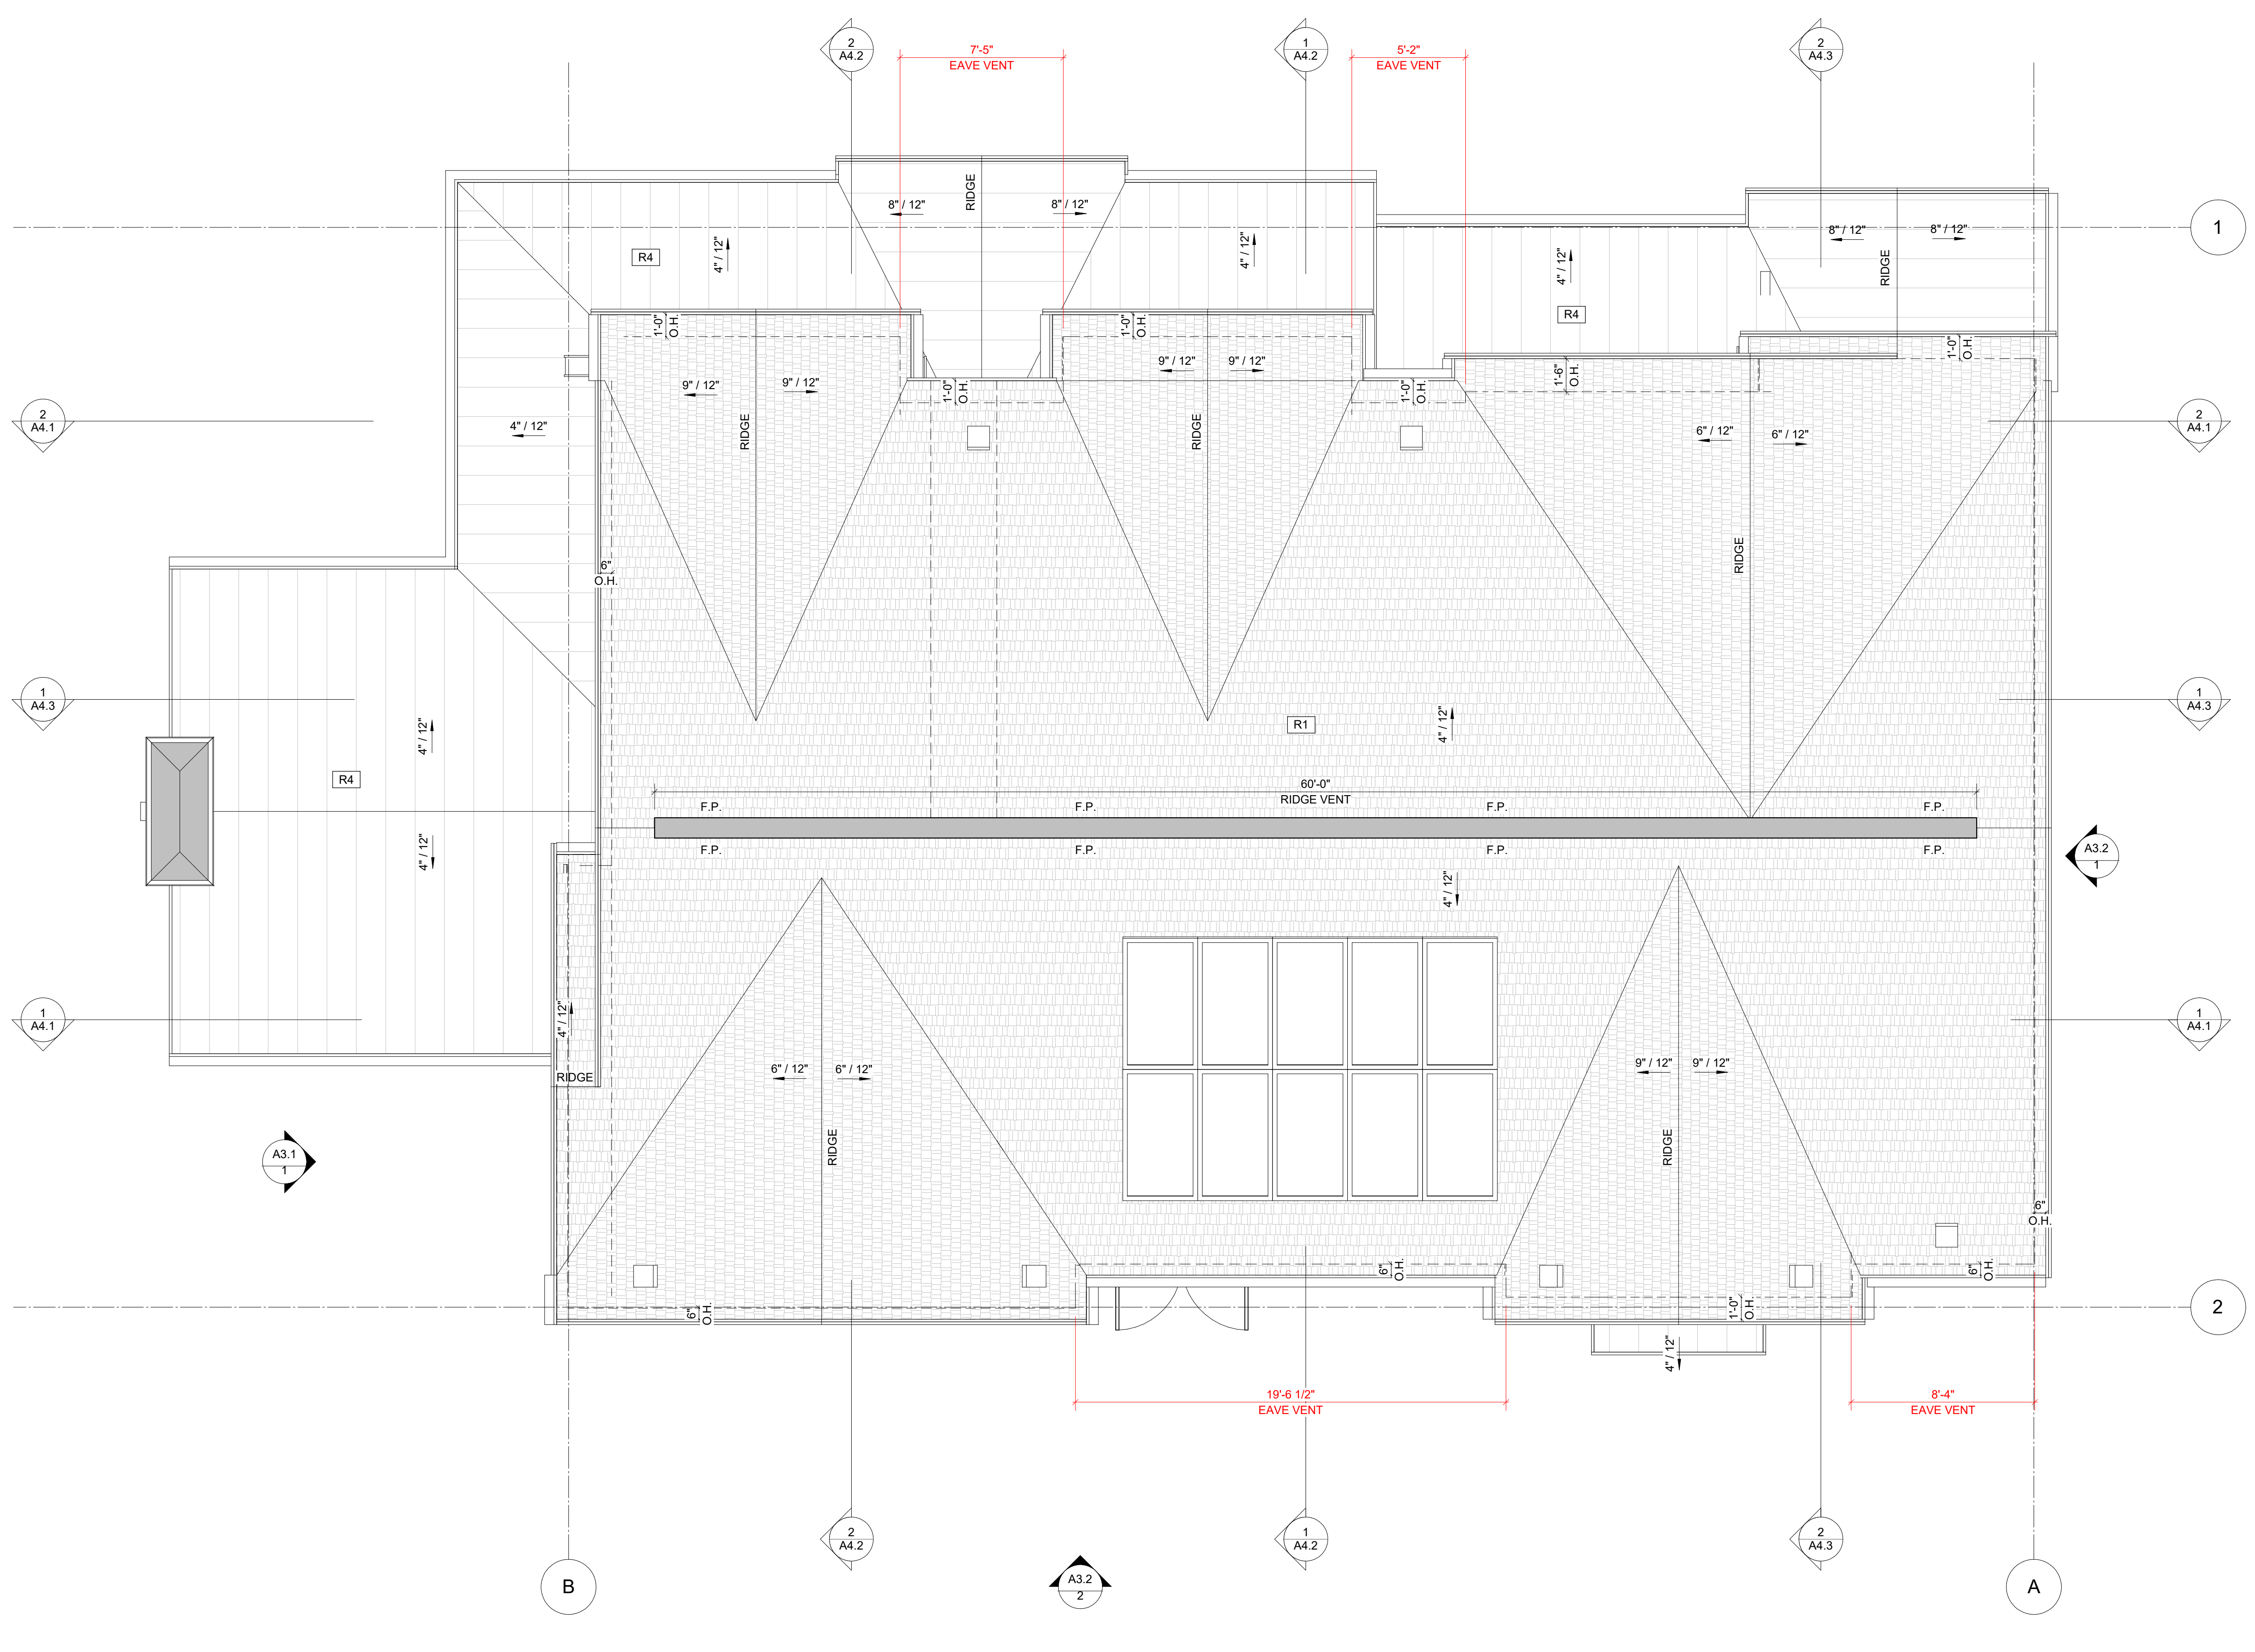 2
A4.2
7'-5"
EAVE VENT
1
A4.2
5'-2"
EAVE VENT
2
A4.3
RIDGE
8" / 12"
8" / 12"
8" / 12"
8" / 12"
1
R4
4" / 12"
4" / 12"
4" / 12"
RIDGE
R4
1'-0"
O.H.
1'-0"
O.H.
1'-0"
O.H.
9" / 12"
9" / 12"
9" / 12"
9" / 12"
1'-0"
O.H.
1'-0"
O.H.
1'-6"
O.H.
2
A4.1
4" / 12"
RIDGE
RIDGE
6" / 12"
6" / 12"
2
A4.1
RIDGE
6"
O.H.
1
A4.3
4" / 12"
R1
4" / 12"
1
A4.3
R4
60'-0"
RIDGE VENT
F.P.
F.P.
F.P.
F.P.
F.P.
F.P.
F.P.
F.P.
4" / 12"
4" / 12"
A3.2
1
1
A4.1
4" / 12"
RIDGE
6" / 12"
6" / 12"
9" / 12"
9" / 12"
1
A4.1
RIDGE
RIDGE
A3.1
1
6"
O.H.
6"
O.H.
6"
O.H.
6"
O.H.
1'-0"
O.H.
2
4" / 12"
19'-6 1/2"
EAVE VENT
8'-4"
EAVE VENT
2
A4.2
1
A4.2
2
A4.3
B
A3.2
2
A